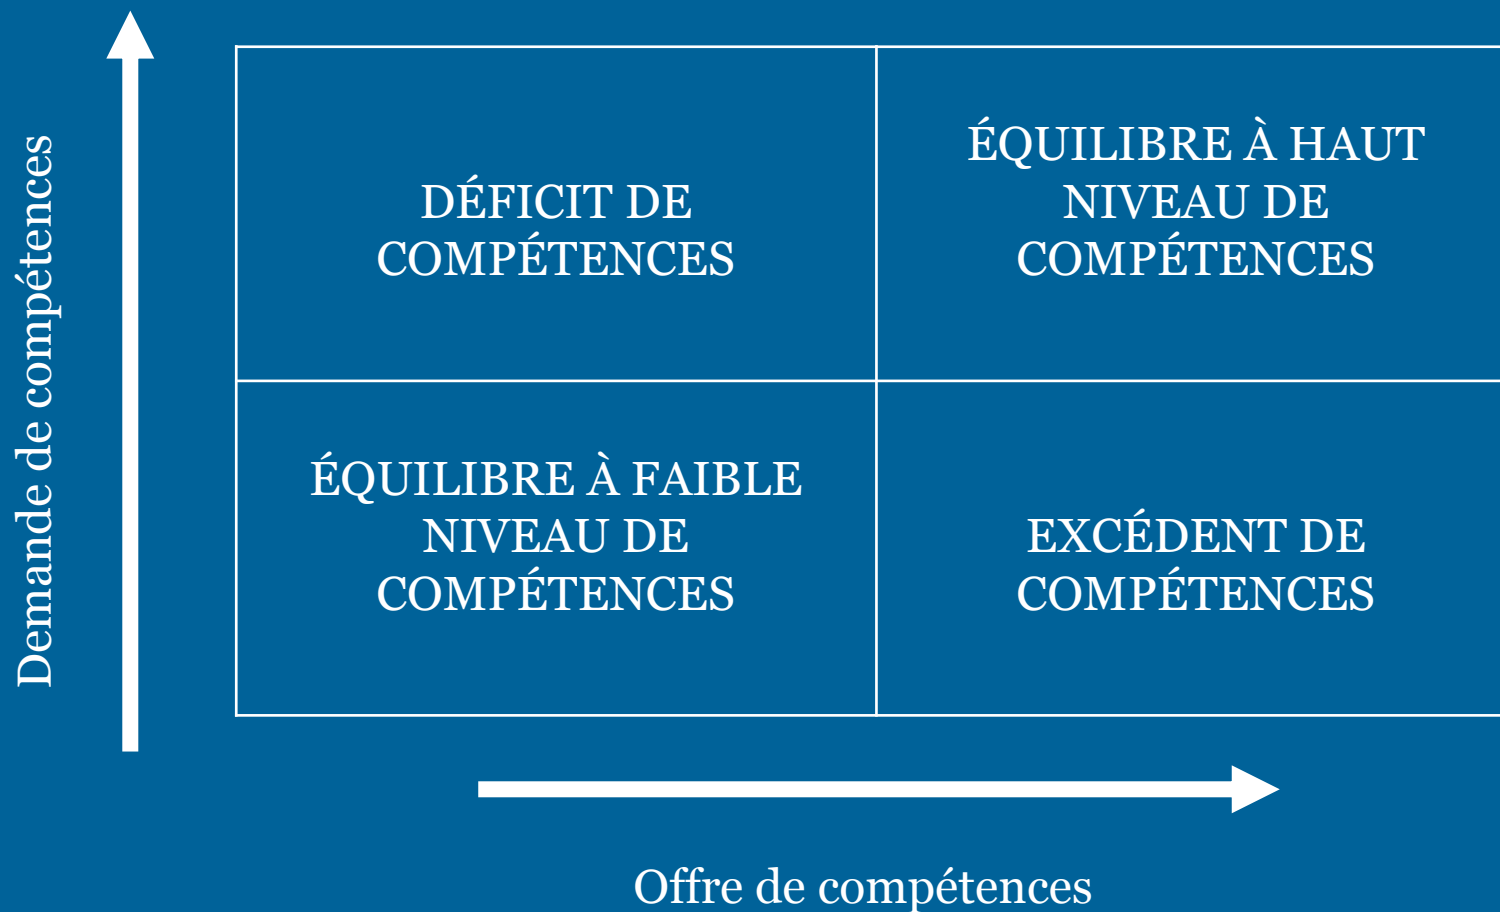 Demande de compétences
DÉFICIT DE
COMPÉTENCES
ÉQUILIBRE À HAUT
NIVEAU DE
COMPÉTENCES
ÉQUILIBRE À FAIBLE
NIVEAU DE
COMPÉTENCES
EXCÉDENT DE
COMPÉTENCES
Offre de compétences